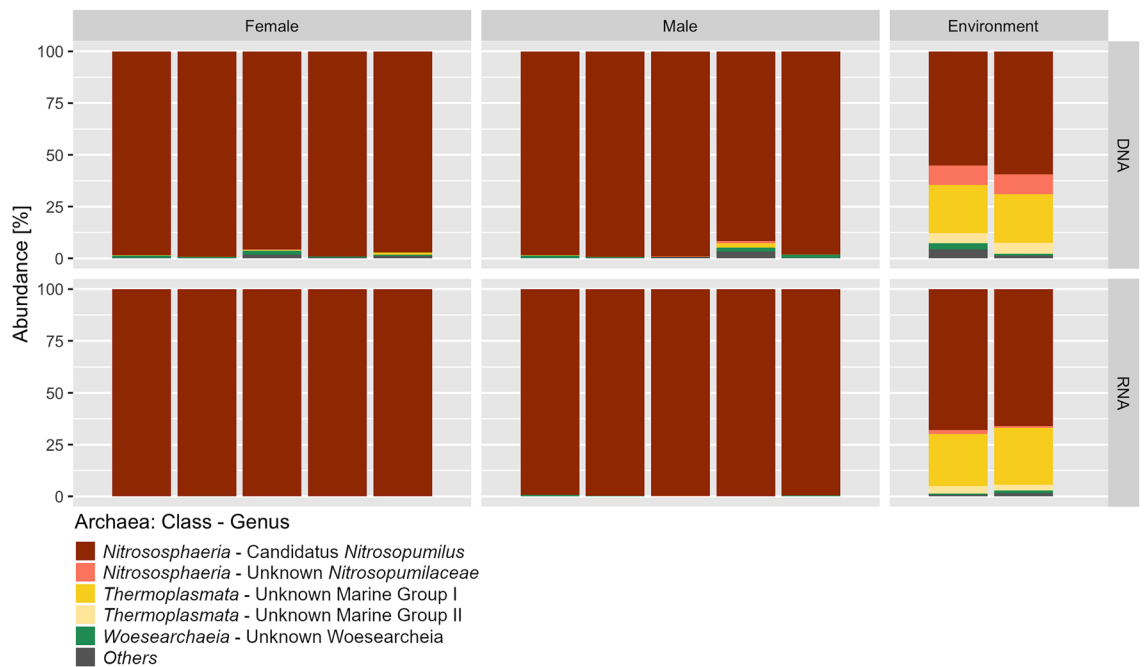 Female Male Environment
100
75
50
25
0
DNA
Abundance [%]
100
75
50
25
0
RNA
Archaea: Class - Genus
Nitrososphaeria - Candidatus Nitrosopumilus
Nitrososphaeria - Unknown Nitrosopumilaceae
Thermoplasmata - Unknown Marine Group I
Thermoplasmata - Unknown Marine Group II
Woesearchaeia - Unknown Woesearcheia
Others